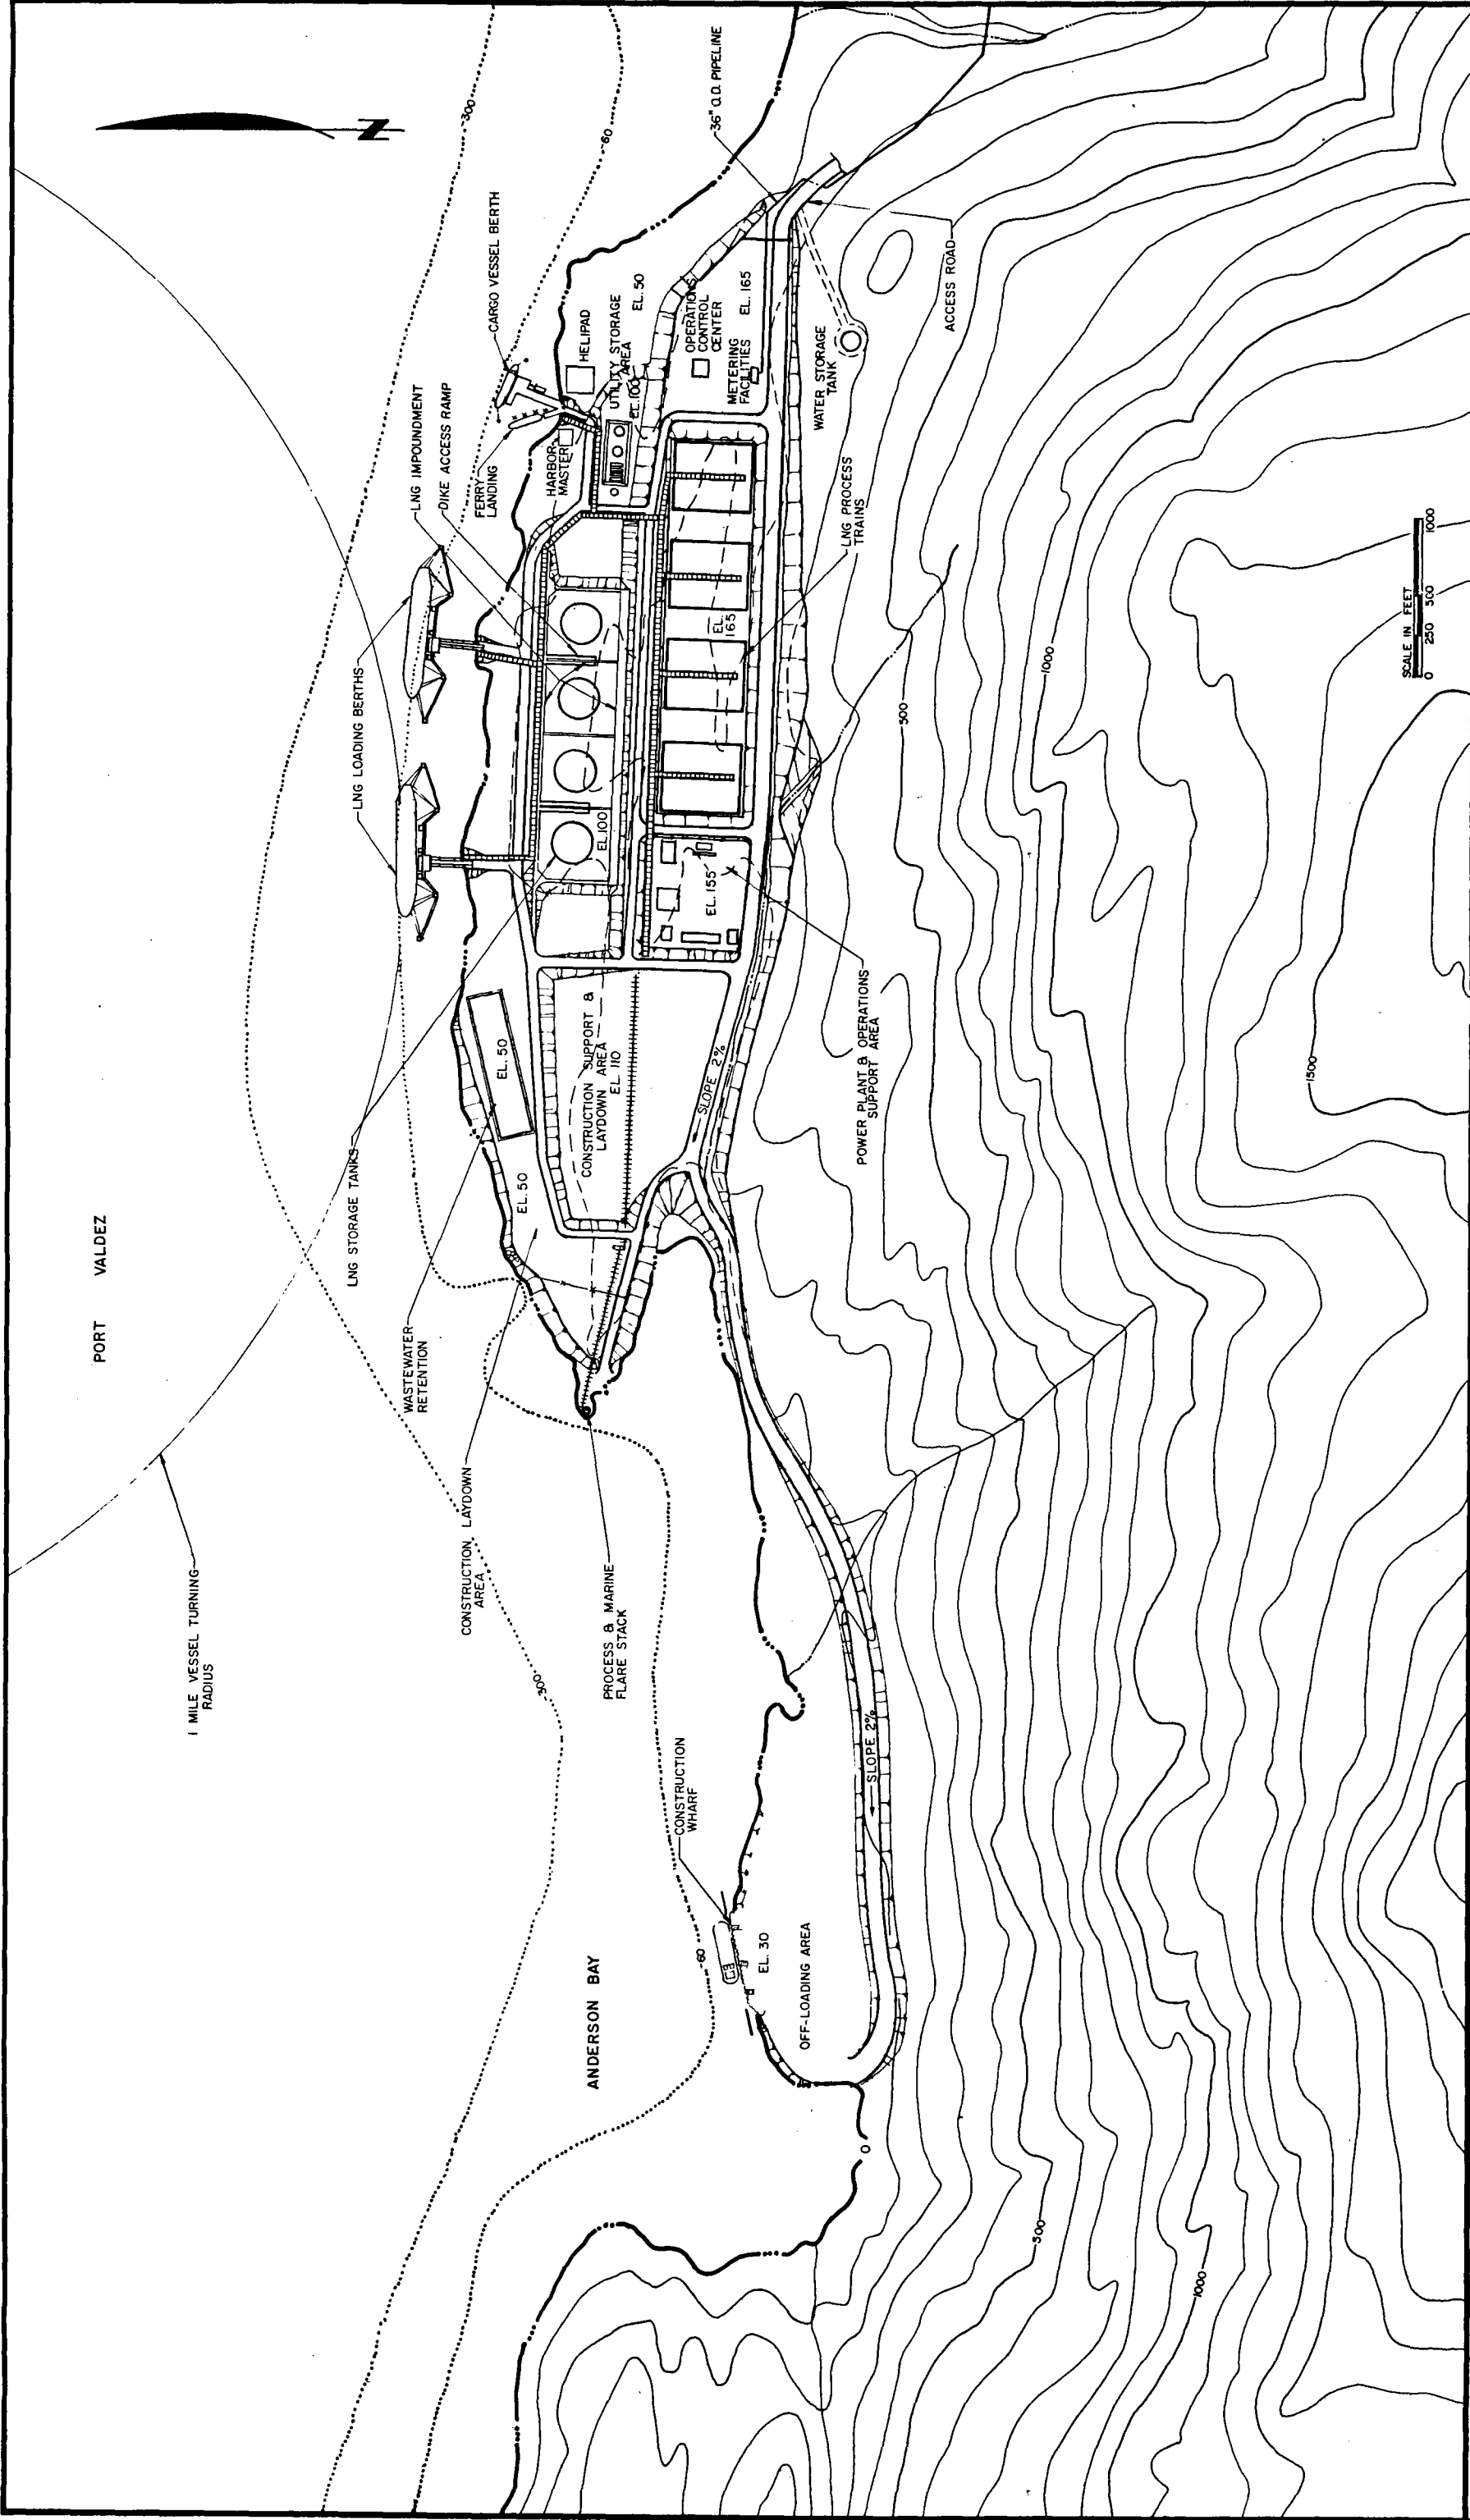 PORT VALDEZ
1 MILE VESSEL TURNING
RADIUS
N
300
60
CARGO VESSEL BERTH
LNG IMPOUNDMENT
DIKE ACCESS RAMP
FERRY
LANDING
HARBOR
MASTER
HELIPAD
UTILITY STORAGE
AREA
EL. 100
EL. 50
36" O.D. PIPELINE
OPERATIONS
CONTROL
CENTER
METERING
FACILITIES
EL. 165
WATER STORAGE
TANK
ACCESS ROAD
LNG PROCESS
TRAINS
EL.
165
LNG LOADING BERTHS
LNG STORAGE TANKS
EL. 100
EL. 155
POWER PLANT & OPERATIONS
SUPPORT AREA
CONSTRUCTION SUPPORT &
LAYDOWN AREA
EL. 110
SLOPE 2%
EL. 50
EL. 50
WASTEWATER
RETENTION
CONSTRUCTION LAYDOWN
AREA
300
PROCESS & MARINE
FLARE STACK
CONSTRUCTION
WHARF
ANDERSON BAY
60
EL. 30
OFF-LOADING AREA
SLOPE 2%
0
500
1000
1500
500
1000
SCALE IN FEET
0 250 500 1000